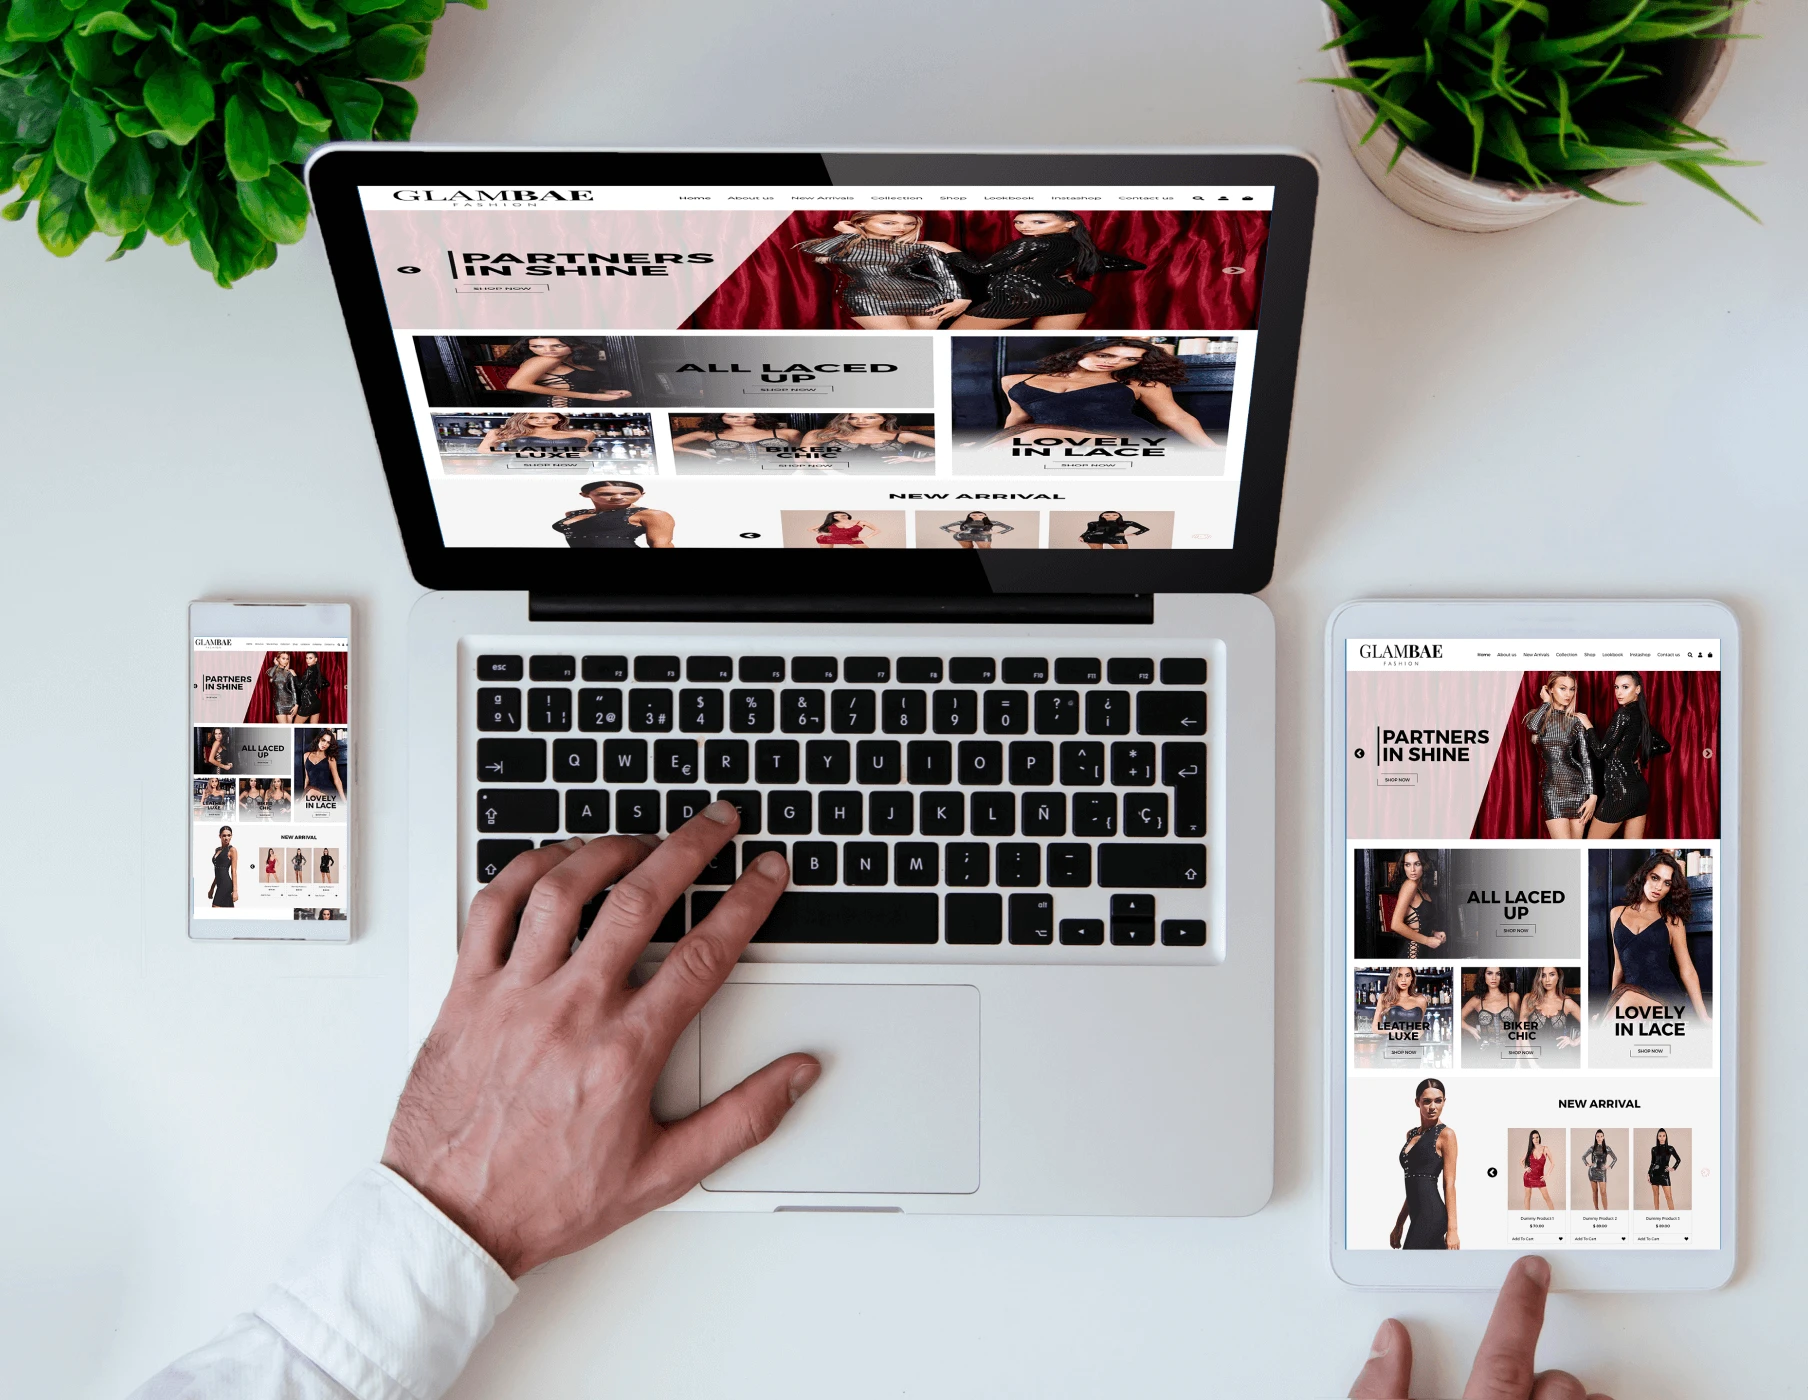 GLAMBAE
FASHION
Home About us New Arrivals Collection Shop Lookbook Instashop Contact us
PARTNERS
IN SHINE
SHOP NOW
ALL LACED
UP
SHOP NOW
LEATHER
LUXE
SHOP NOW
BIKER
CHIC
SHOP NOW
LOVELY
IN LACE
SHOP NOW
NEW ARRIVAL
GLAMBAE
FASHION
PARTNERS
IN SHINE
ALL LACED
UP
LEATHER
LUXE
BIKER
CHIC
LOVELY
IN LACE
NEW ARRIVAL
esc F1 F2 F3 F4 F5 F6 F7 F8 F9 F10 F11 F12
ª ! " · $ % & / ( ) = ? ¿
º \ 1 | 2 @ 3 # 4 5 6 ¬ 7 8 9 0 ' ¡
Q W E € R T Y U I O P ^ ` [ * + ]
A S D F G H J K L Ñ ¨ ´ { Ç }
C B N M ; , : . _ -
alt
GLAMBAE
FASHION
Home About us New Arrivals Collection Shop Lookbook Instashop Contact us
PARTNERS
IN SHINE
SHOP NOW
ALL LACED
UP
SHOP NOW
LEATHER
LUXE
SHOP NOW
BIKER
CHIC
SHOP NOW
LOVELY
IN LACE
SHOP NOW
NEW ARRIVAL
Dummy Product 1 Dummy Product 2 Dummy Product 3
$ 70.00 $ 89.00 $ 89.00
Add To Cart Add To Cart Add To Cart